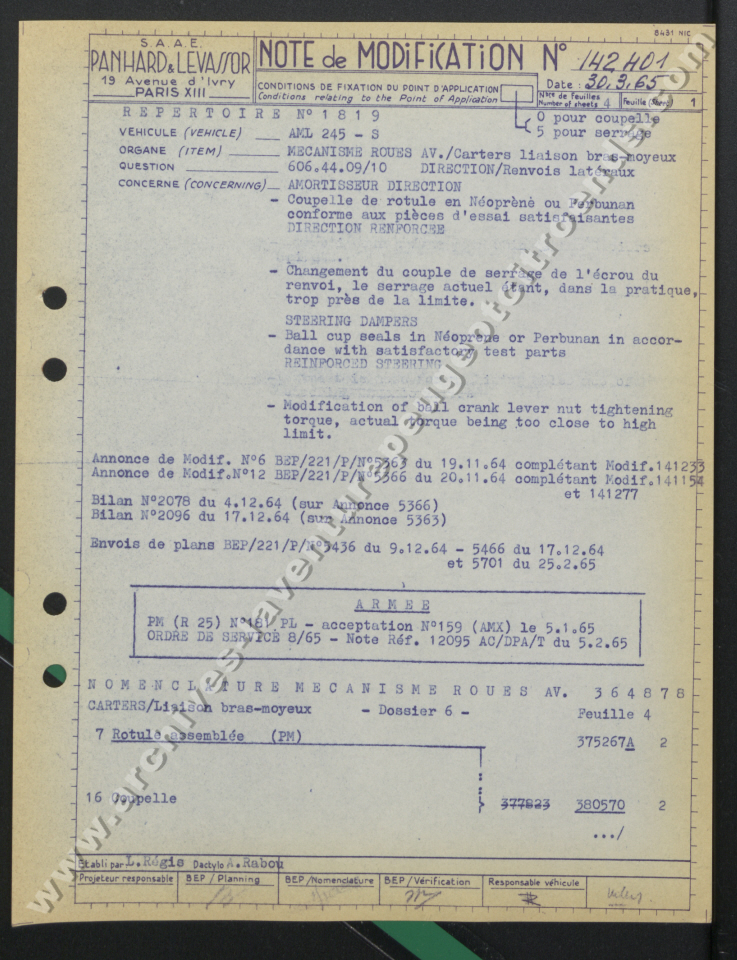 8431 NIC
S.A.A.E.
PANHARD & LEVASSOR
19 Avenue d'Ivry
PARIS XIII
NOTE de MODIFICATION N° 142401
CONDITIONS DE FIXATION DU POINT D'APPLICATION
Conditions relating to the Point of Application
Date : 30.3.65
Nbre de Feuilles
Number of sheets 4
Feuille (Sheet) 1
REPERTOIRE N°1819
0 pour coupelle
5 pour serrage
VEHICULE (VEHICLE) AML 245 - S
ORGANE (ITEM) MECANISME ROUES AV./Carters liaison bras-moyeux
QUESTION 606.44.09/10 DIRECTION/Renvois latéraux
CONCERNE (CONCERNING) AMORTISSEUR DIRECTION
- Coupelle de rotule en Néoprène ou Perbunan
conforme aux pièces d'essai satisfaisantes
DIRECTION RENFORCEE
- Changement du couple de serrage de l'écrou du
renvoi, le serrage actuel étant, dans la pratique,
trop près de la limite.
STEERING DAMPERS
- Ball cup seals in Néoprène or Perbunan in accor-
dance with satisfactory test parts
REINFORCED STEERING
- Modification of ball crank lever nut tightening
torque, actual torque being too close to high
limit.
Annonce de Modif. N°6 BEP/221/P/N°5363 du 19.11.64 complétant Modif.141233
Annonce de Modif.N°12 BEP/221/P/N°5366 du 20.11.64 complétant Modif.141154
et 141277
Bilan N°2078 du 4.12.64 (sur Annonce 5366)
Bilan N°2096 du 17.12.64 (sur Annonce 5363)
Envois de plans BEP/221/P/N°5436 du 9.12.64 - 5466 du 17.12.64
et 5701 du 25.2.65
ARMEE
PM (R 25) N°181 PL - acceptation N°159 (AMX) le 5.1.65
ORDRE DE SERVICE 8/65 - Note Réf. 12095 AC/DPA/T du 5.2.65
NOMENCLATURE MECANISME ROUES AV. 364878
CARTERS/Liaison bras-moyeux - Dossier 6 - Feuille 4
7 Rotule assemblée (PM) 375267A 2
16 Coupelle 377823 380570 2
.../
Etabli par L.Régis Dactylo A.Rabou
Projeteur responsable
BEP / Planning
BEP / Nomenclature
BEP / Vérification
Responsable véhicule
www.archives-laventurepeugeotcitroends.com